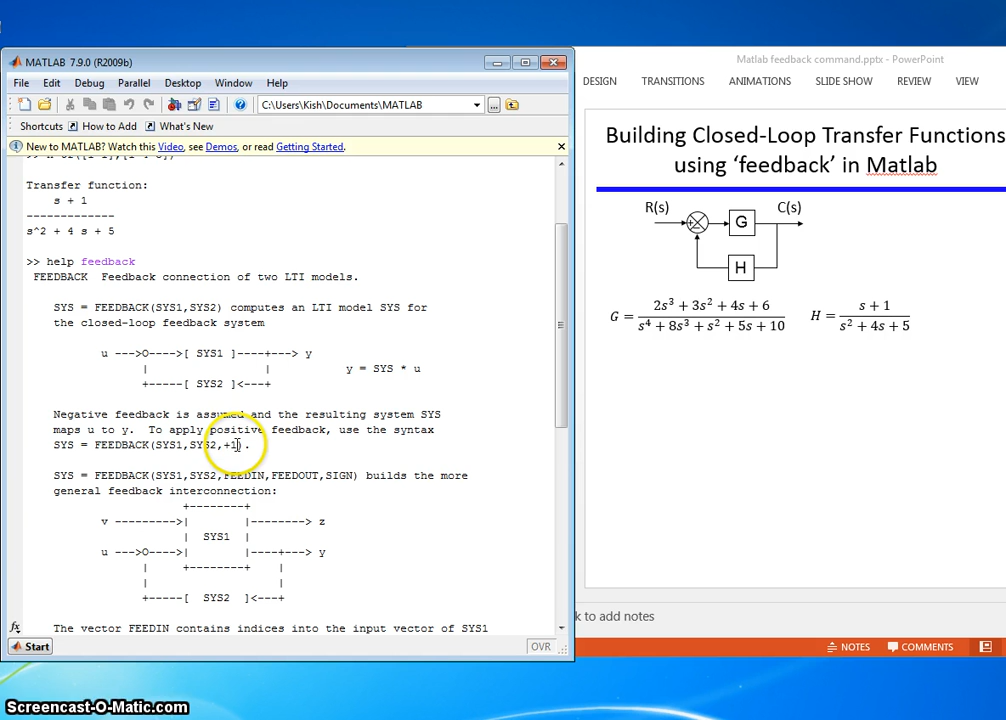 MATLAB 7.9.0 (R2009b)
File Edit Debug Parallel Desktop Window Help
C:\Users\Kish\Documents\MATLAB
Shortcuts How to Add What's New
New to MATLAB? Watch this Video, see Demos, or read Getting Started.
Transfer function:
s + 1
-------------
s^2 + 4 s + 5
>> help feedback
FEEDBACK Feedback connection of two LTI models.
SYS = FEEDBACK(SYS1,SYS2) computes an LTI model SYS for
the closed-loop feedback system
u --->O--->[ SYS1 ]----+---> y
| | y = SYS * u
+-----[ SYS2 ]<---+
Negative feedback is assumed and the resulting system SYS
maps u to y. To apply positive feedback, use the syntax
SYS = FEEDBACK(SYS1,SYS2,+1).
SYS = FEEDBACK(SYS1,SYS2,FEEDIN,FEEDOUT,SIGN) builds the more
general feedback interconnection:
+--------+
v --------->| |--------> z
| SYS1 |
u --->O--->| |----+---> y
| +--------+ |
| |
+-----[ SYS2 ]<---+
The vector FEEDIN contains indices into the input vector of SYS1
fx
Start
OVR
Matlab feedback command.pptx - PowerPoint
DESIGN TRANSITIONS ANIMATIONS SLIDE SHOW REVIEW VIEW
Building Closed-Loop Transfer Functions
using ‘feedback’ in Matlab
R(s) C(s)
+
-
G
H
G = 2s³ + 3s² + 4s + 6 / s⁴ + 8s³ + s² + 5s + 10 H = s + 1 / s² + 4s + 5
ck to add notes
NOTES COMMENTS
Screencast-O-Matic.com